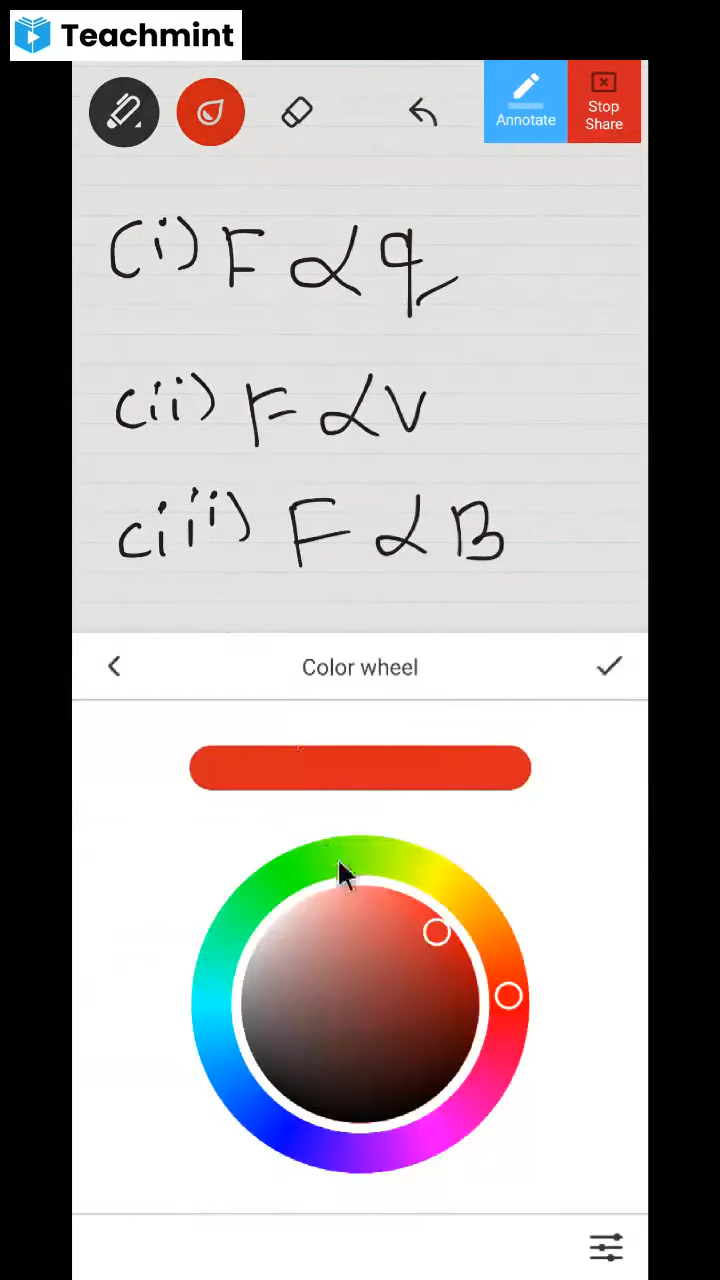 Teachmint
Annotate
Stop
Share
(i) F α q
(ii) F α V
(iii) F α B
Color wheel